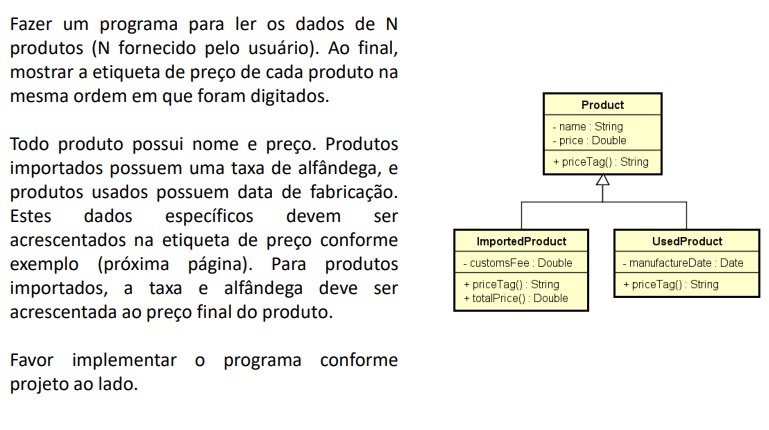 Fazer um programa para ler os dados de N
produtos (N fornecido pelo usuário). Ao final,
mostrar a etiqueta de preço de cada produto na
mesma ordem em que foram digitados.
Todo produto possui nome e preço. Produtos
importados possuem uma taxa de alfândega, e
produtos usados possuem data de fabricação.
Estes dados específicos devem ser
acrescentados na etiqueta de preço conforme
exemplo (próxima página). Para produtos
importados, a taxa e alfândega deve ser
acrescentada ao preço final do produto.
Favor implementar o programa conforme
projeto ao lado.
Product
- name : String
- price : Double
+ priceTag() : String
ImportedProduct
- customsFee : Double
+ priceTag() : String
+ totalPrice() : Double
UsedProduct
- manufactureDate : Date
+ priceTag() : String